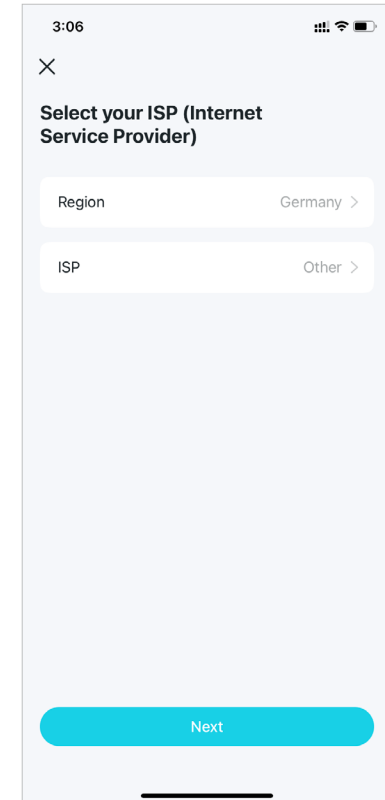 3:06
Select your ISP (Internet
Service Provider)
Region Germany
ISP Other
Next